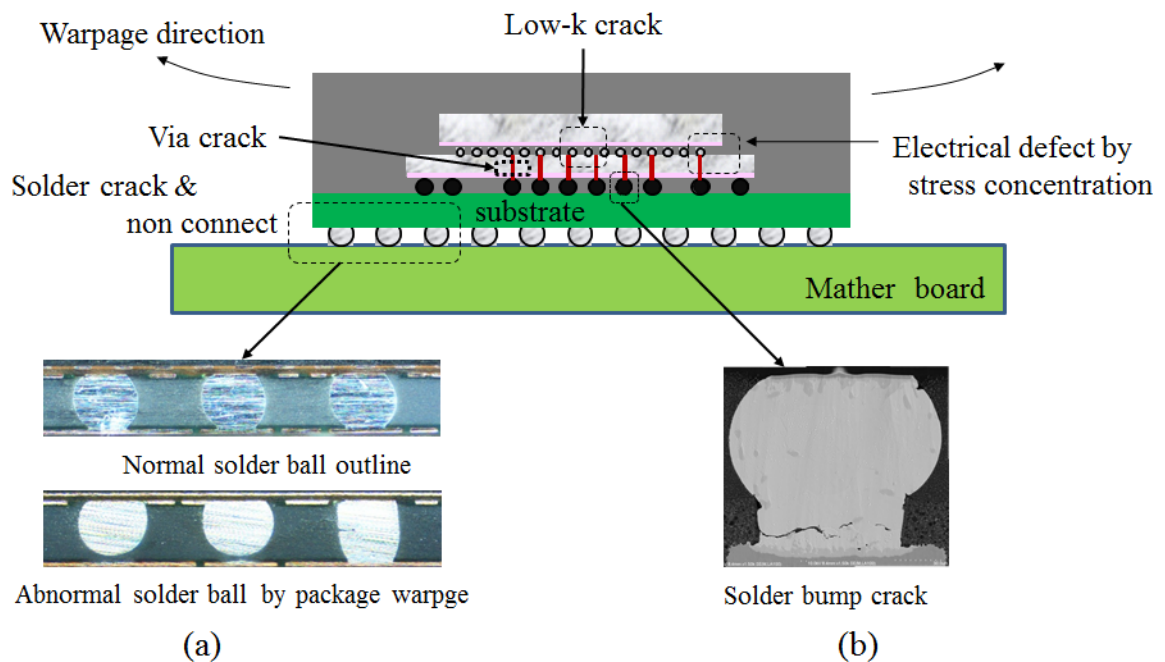 Low-k crack
Warpage direction
Via crack
Electrical defect by
stress concentration
Solder crack &
non connect
substrate
Mather board
Normal solder ball outline
Abnormal solder ball by package warpge
Solder bump crack
(a)
(b)